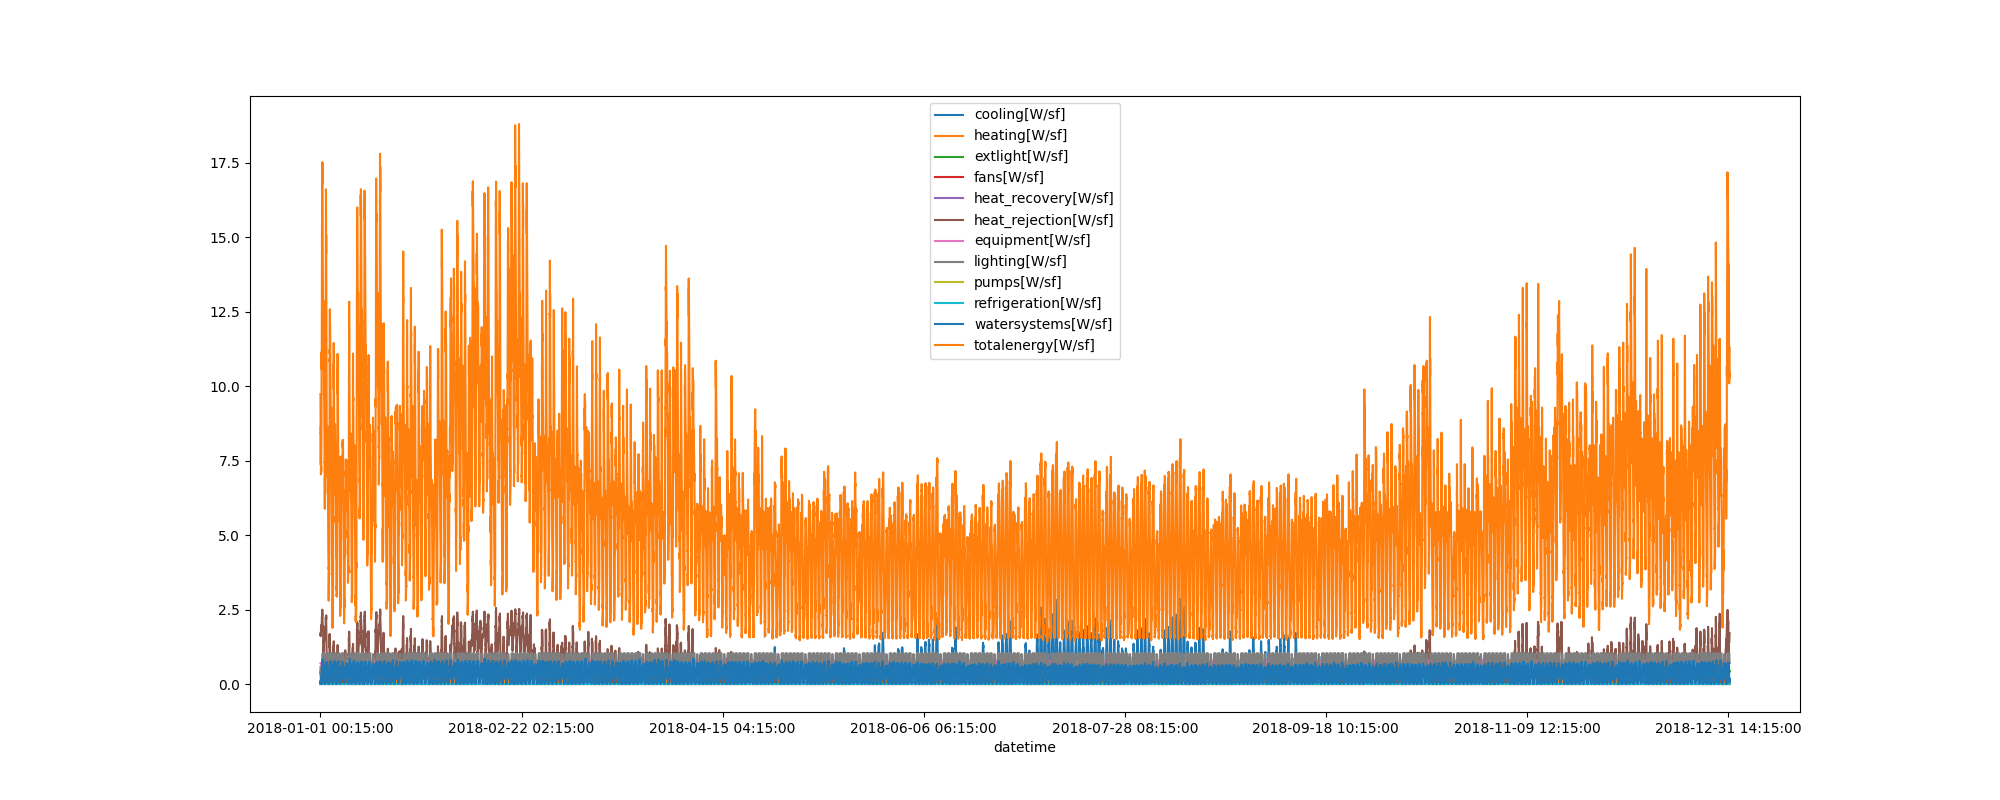 cooling[W/sf]
heating[W/sf]
extlight[W/sf]
fans[W/sf]
heat_recovery[W/sf]
heat_rejection[W/sf]
equipment[W/sf]
lighting[W/sf]
pumps[W/sf]
refrigeration[W/sf]
watersystems[W/sf]
totalenergy[W/sf]
17.5
15.0
12.5
10.0
7.5
5.0
2.5
0.0
2018-01-01 00:15:00 2018-02-22 02:15:00 2018-04-15 04:15:00 2018-06-06 06:15:00 2018-07-28 08:15:00 2018-09-18 10:15:00 2018-11-09 12:15:00 2018-12-31 14:15:00
datetime